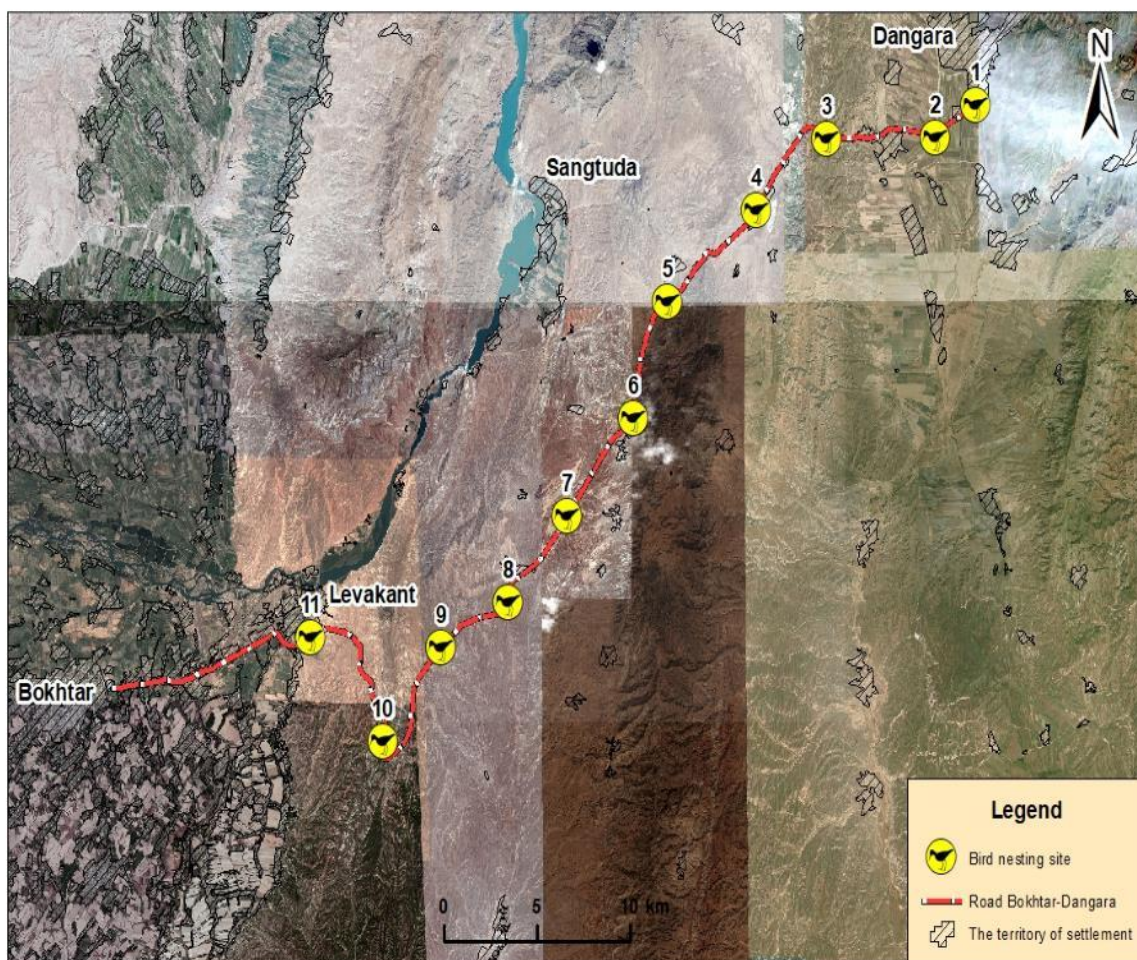 Dangara
N
1
2
3
Sangtuda
4
5
6
7
8
Levakant
9
11
Bokhtar
10
Legend
Bird nesting site
Road Bokhtar-Dangara
The territory of settlement
0 5 10 km